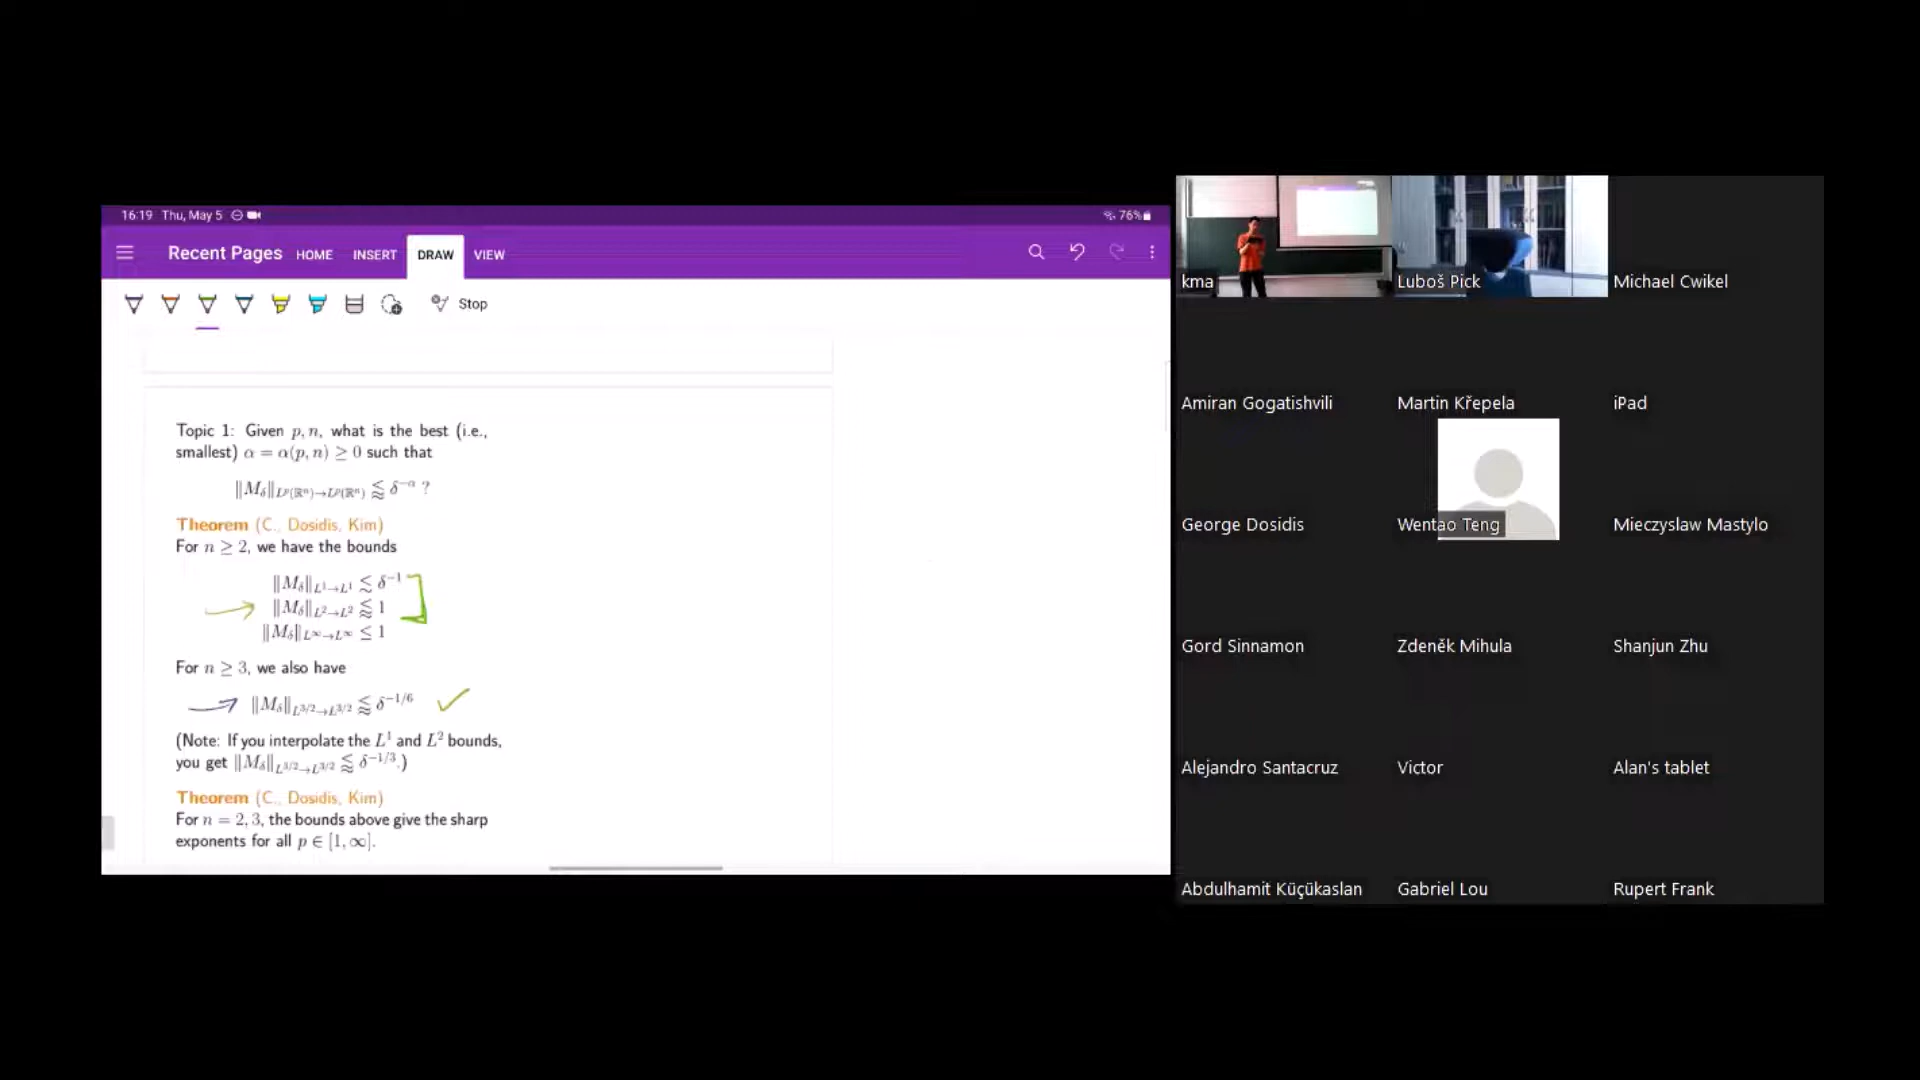 16:19 Thu, May 5
76%
Recent Pages HOME INSERT DRAW VIEW
Stop
Topic 1: Given p, n, what is the best (i.e.,
smallest) α = α(p, n) ≥ 0 such that
‖M_δ‖_{L^p(ℝ^n)→L^p(ℝ^n)} ⪅ δ^{−α} ?
Theorem (C., Dosidis, Kim)
For n ≥ 2, we have the bounds
‖M_δ‖_{L^1→L^1} ≲ δ^{−1}
‖M_δ‖_{L^2→L^2} ⪅ 1
‖M_δ‖_{L^∞→L^∞} ≤ 1
For n ≥ 3, we also have
‖M_δ‖_{L^{3/2}→L^{3/2}} ⪅ δ^{−1/6}
(Note: If you interpolate the L^1 and L^2 bounds,
you get ‖M_δ‖_{L^{3/2}→L^{3/2}} ⪅ δ^{−1/3}.)
Theorem (C., Dosidis, Kim)
For n = 2, 3, the bounds above give the sharp
exponents for all p ∈ [1, ∞].
kma
Luboš Pick
Michael Cwikel
Amiran Gogatishvili
Martin Křepela
iPad
George Dosidis
Wentao Teng
Mieczyslaw Mastylo
Gord Sinnamon
Zdeněk Mihula
Shanjun Zhu
Alejandro Santacruz
Victor
Alan's tablet
Abdulhamit Küçükaslan
Gabriel Lou
Rupert Frank